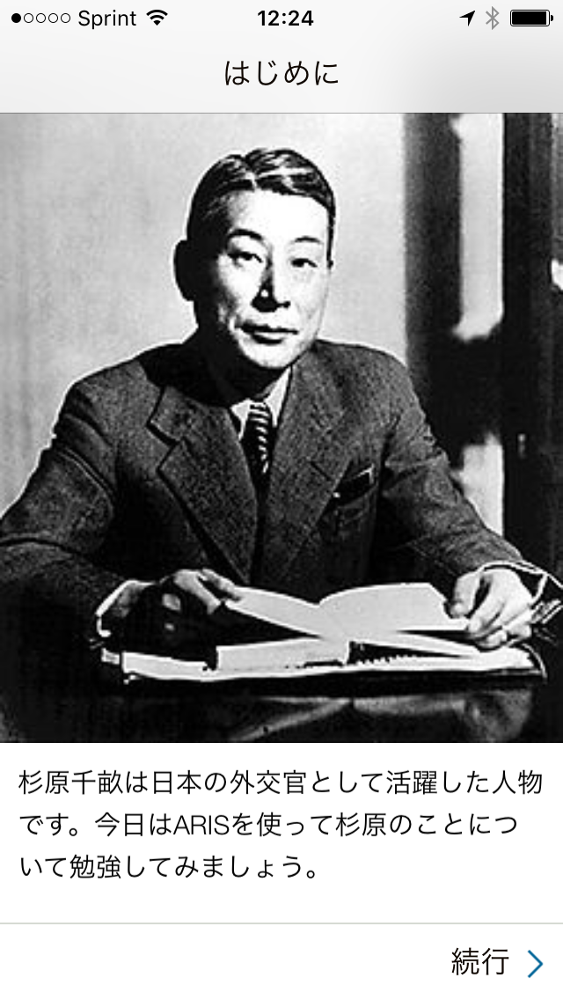 Sprint 12:24
はじめに
杉原千畝は日本の外交官として活躍した人物
です。今日はARISを使って杉原のことにつ
いて勉強してみましょう。
続行